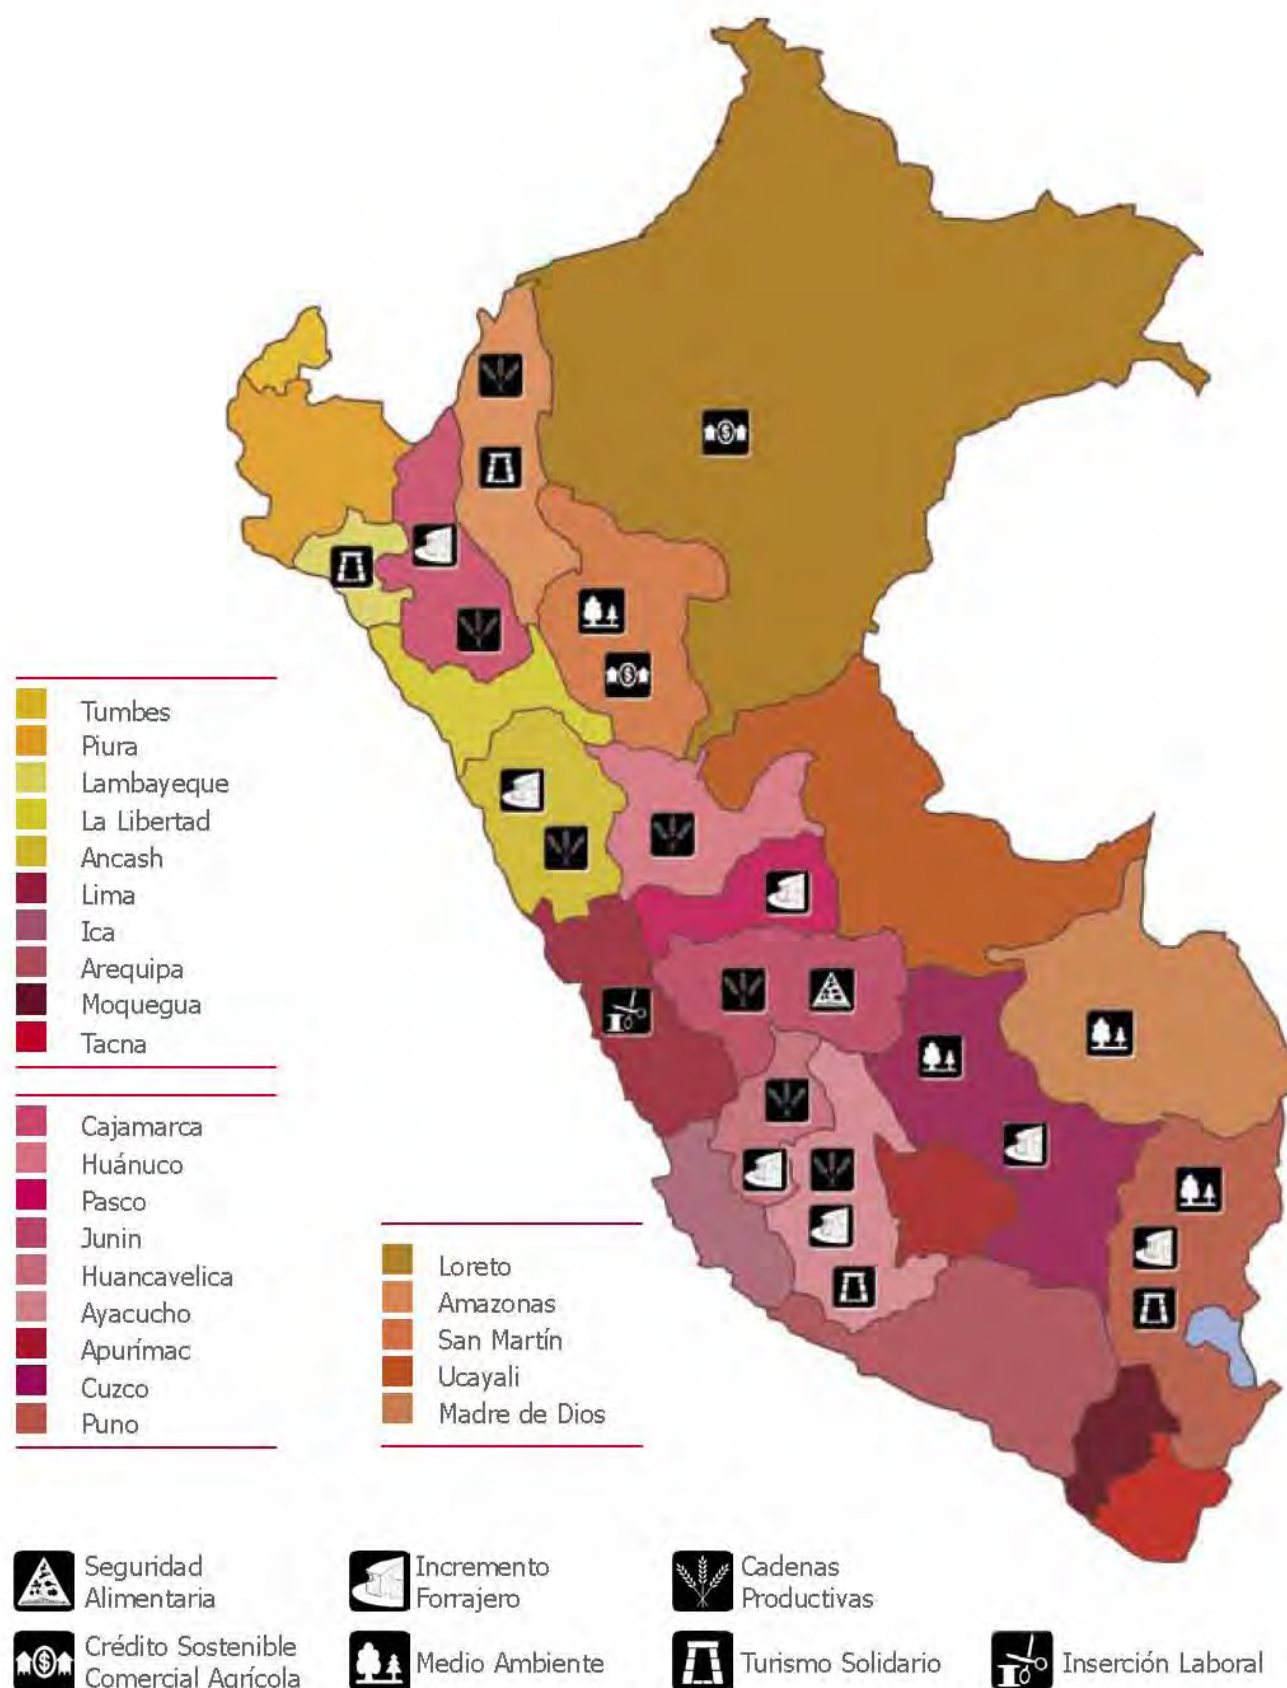 Tumbes
Piura
Lambayeque
La Libertad
Ancash
Lima
Ica
Arequipa
Moquegua
Tacna
Cajamarca
Huánuco
Pasco
Junin
Huancavelica
Ayacucho
Apurímac
Cuzco
Puno
Loreto
Amazonas
San Martín
Ucayali
Madre de Dios
Seguridad
Alimentaria
Incremento
Forrajero
Cadenas
Productivas
Crédito Sostenible
Comercial Agrícola
Medio Ambiente
Turismo Solidario
Inserción Laboral